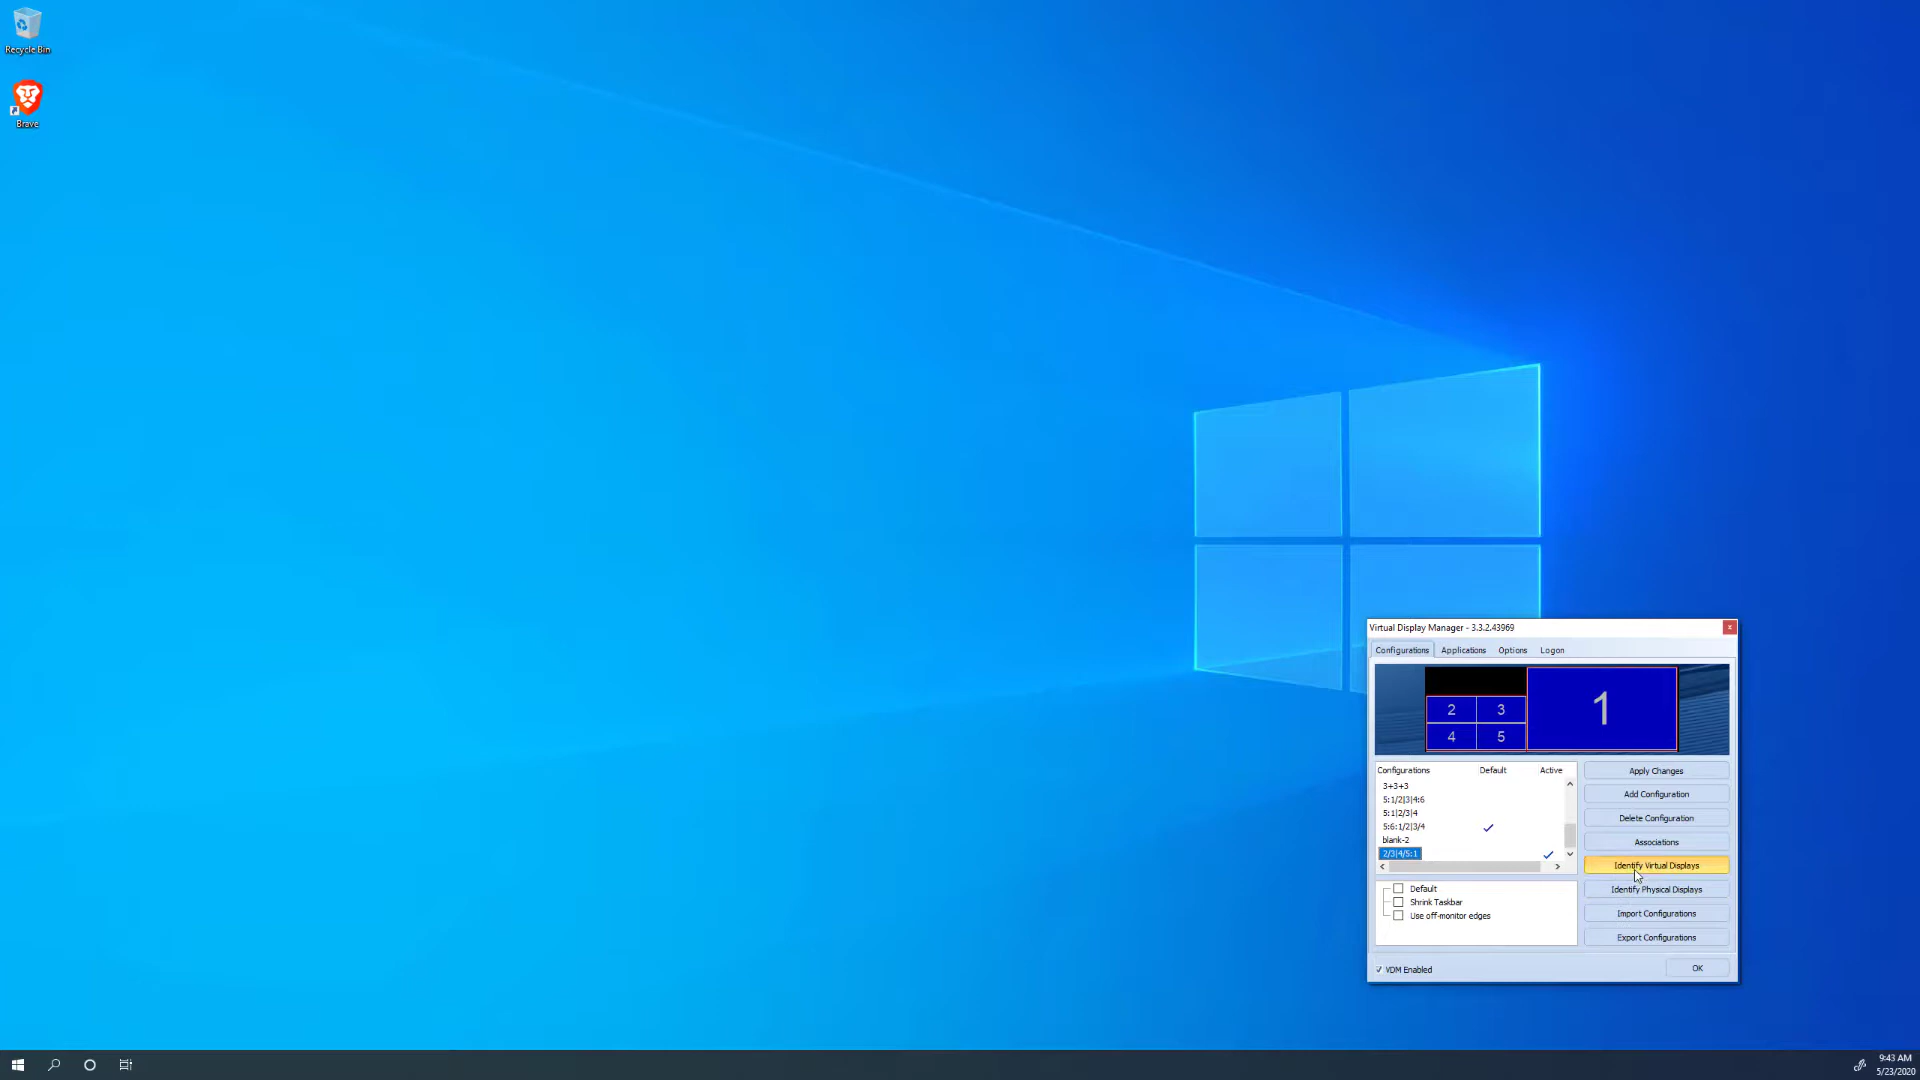 Recycle Bin
Brave
Virtual Display Manager - 3.3.2.43969
x
Configurations Applications Options Logon
2 3 1
4 5
Configurations Default Active
3+3+3
5:1/2|3|4:6
5:1|2/3|4
5:6:1/2|3/4
blank-2
2/3|4/5:1
Default
Shrink Taskbar
Use off-monitor edges
Apply Changes
Add Configuration
Delete Configuration
Associations
Identify Virtual Displays
Identify Physical Displays
Import Configurations
Export Configurations
VDM Enabled
OK
9:43 AM
5/23/2020